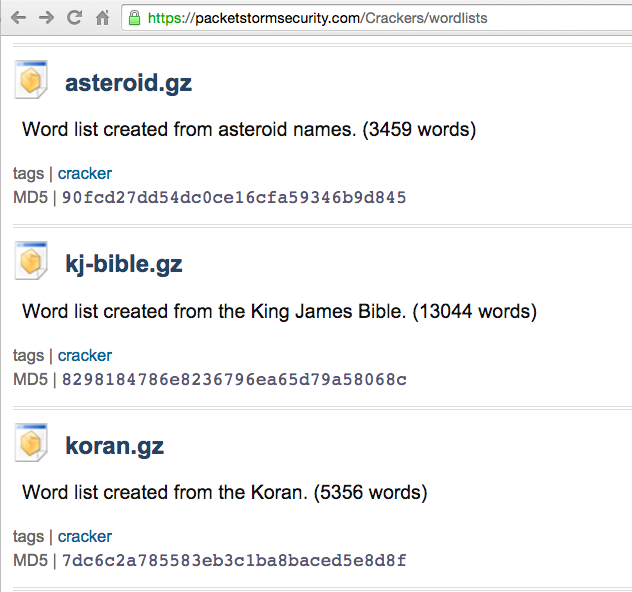 https://packetstormsecurity.com/Crackers/wordlists
asteroid.gz
Word list created from asteroid names. (3459 words)
tags | cracker
MD5 | 90fcd27dd54dc0ce16cfa59346b9d845
kj-bible.gz
Word list created from the King James Bible. (13044 words)
tags | cracker
MD5 | 8298184786e8236796ea65d79a58068c
koran.gz
Word list created from the Koran. (5356 words)
tags | cracker
MD5 | 7dc6c2a785583eb3c1ba8baced5e8d8f